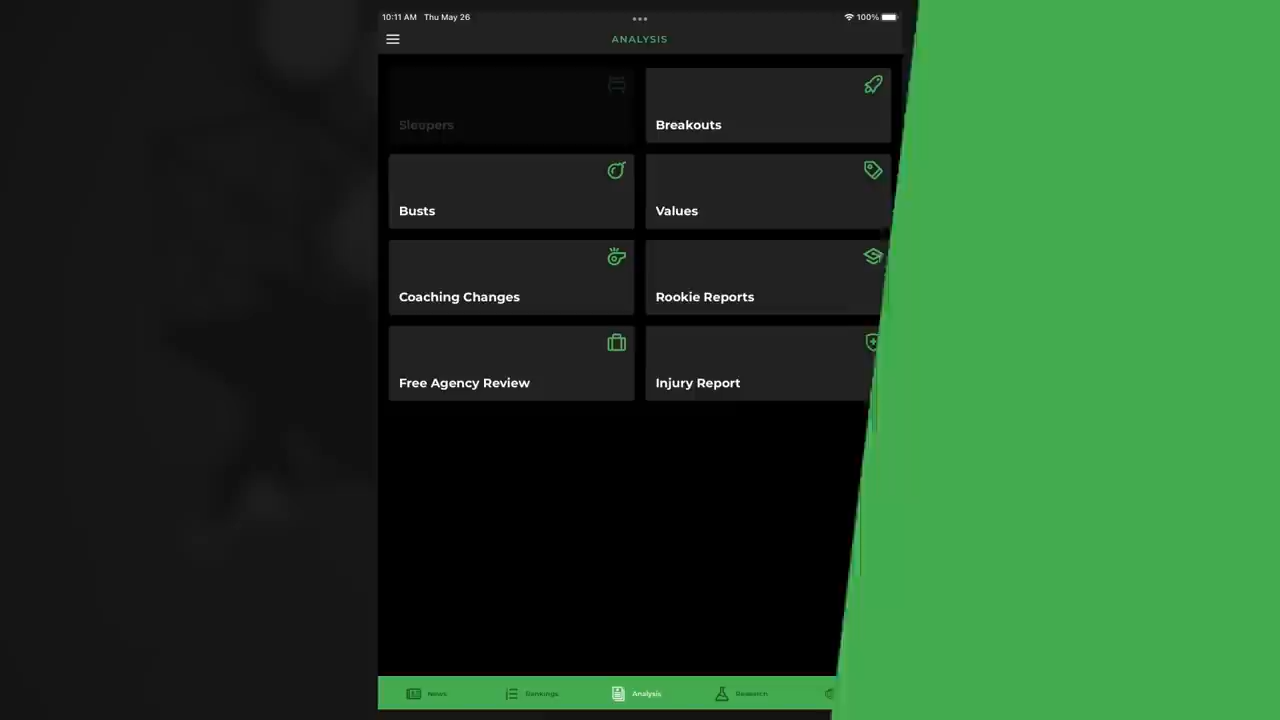 10:11 AM Thu May 26
100%
ANALYSIS
Sleepers
Breakouts
Busts
Values
Coaching Changes
Rookie Reports
Free Agency Review
Injury Report
News
Rankings
Analysis
Research